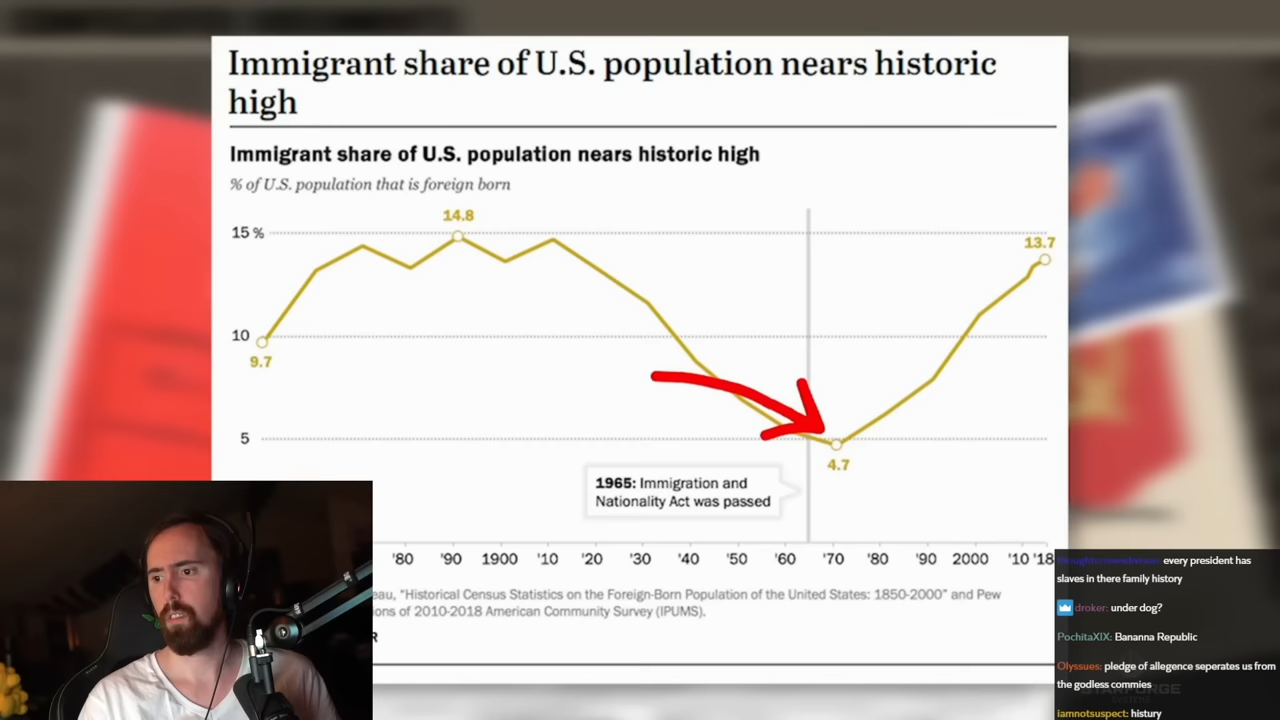 Immigrant share of U.S. population nears historic
high
Immigrant share of U.S. population nears historic high
% of U.S. population that is foreign born
15 %
14.8
13.7
10
9.7
5
4.7
1965: Immigration and
Nationality Act was passed
'80 '90 1900 '10 '20 '30 '40 '50 '60 '70 '80 '90 2000 '10 '18
"Historical Census Statistics on the Foreign-Born Population of the United States: 1850-2000" and Pew
of 2010-2018 American Community Survey (IPUMS).
every president has
slaves in there family history
droker: under dog?
PochitaXIX: Bananna Republic
Olyssues: pledge of allegence seperates us from
the godless commies
iamnotsuspect: histury